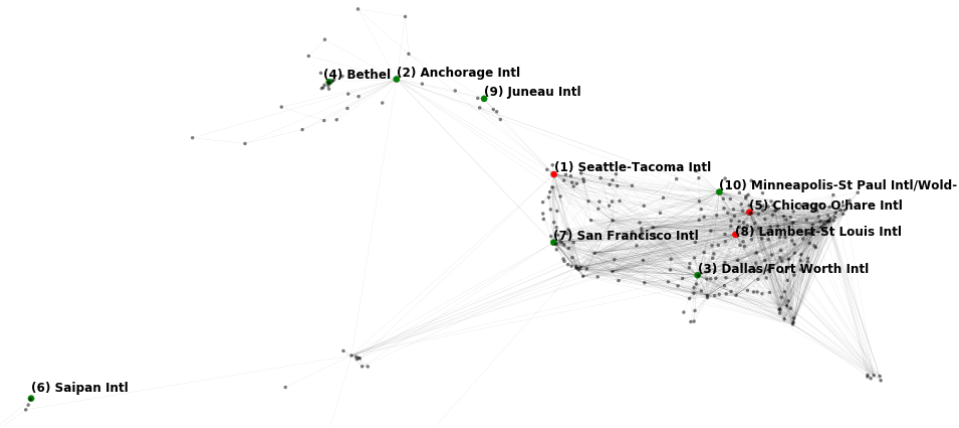 (4) Bethel
(2) Anchorage Intl
(9) Juneau Intl
(1) Seattle-Tacoma Intl
(10) Minneapolis-St Paul Intl/Wold-
(5) Chicago O'hare Intl
(7) San Francisco Intl
(8) Lambert-St Louis Intl
(3) Dallas/Fort Worth Intl
(6) Saipan Intl